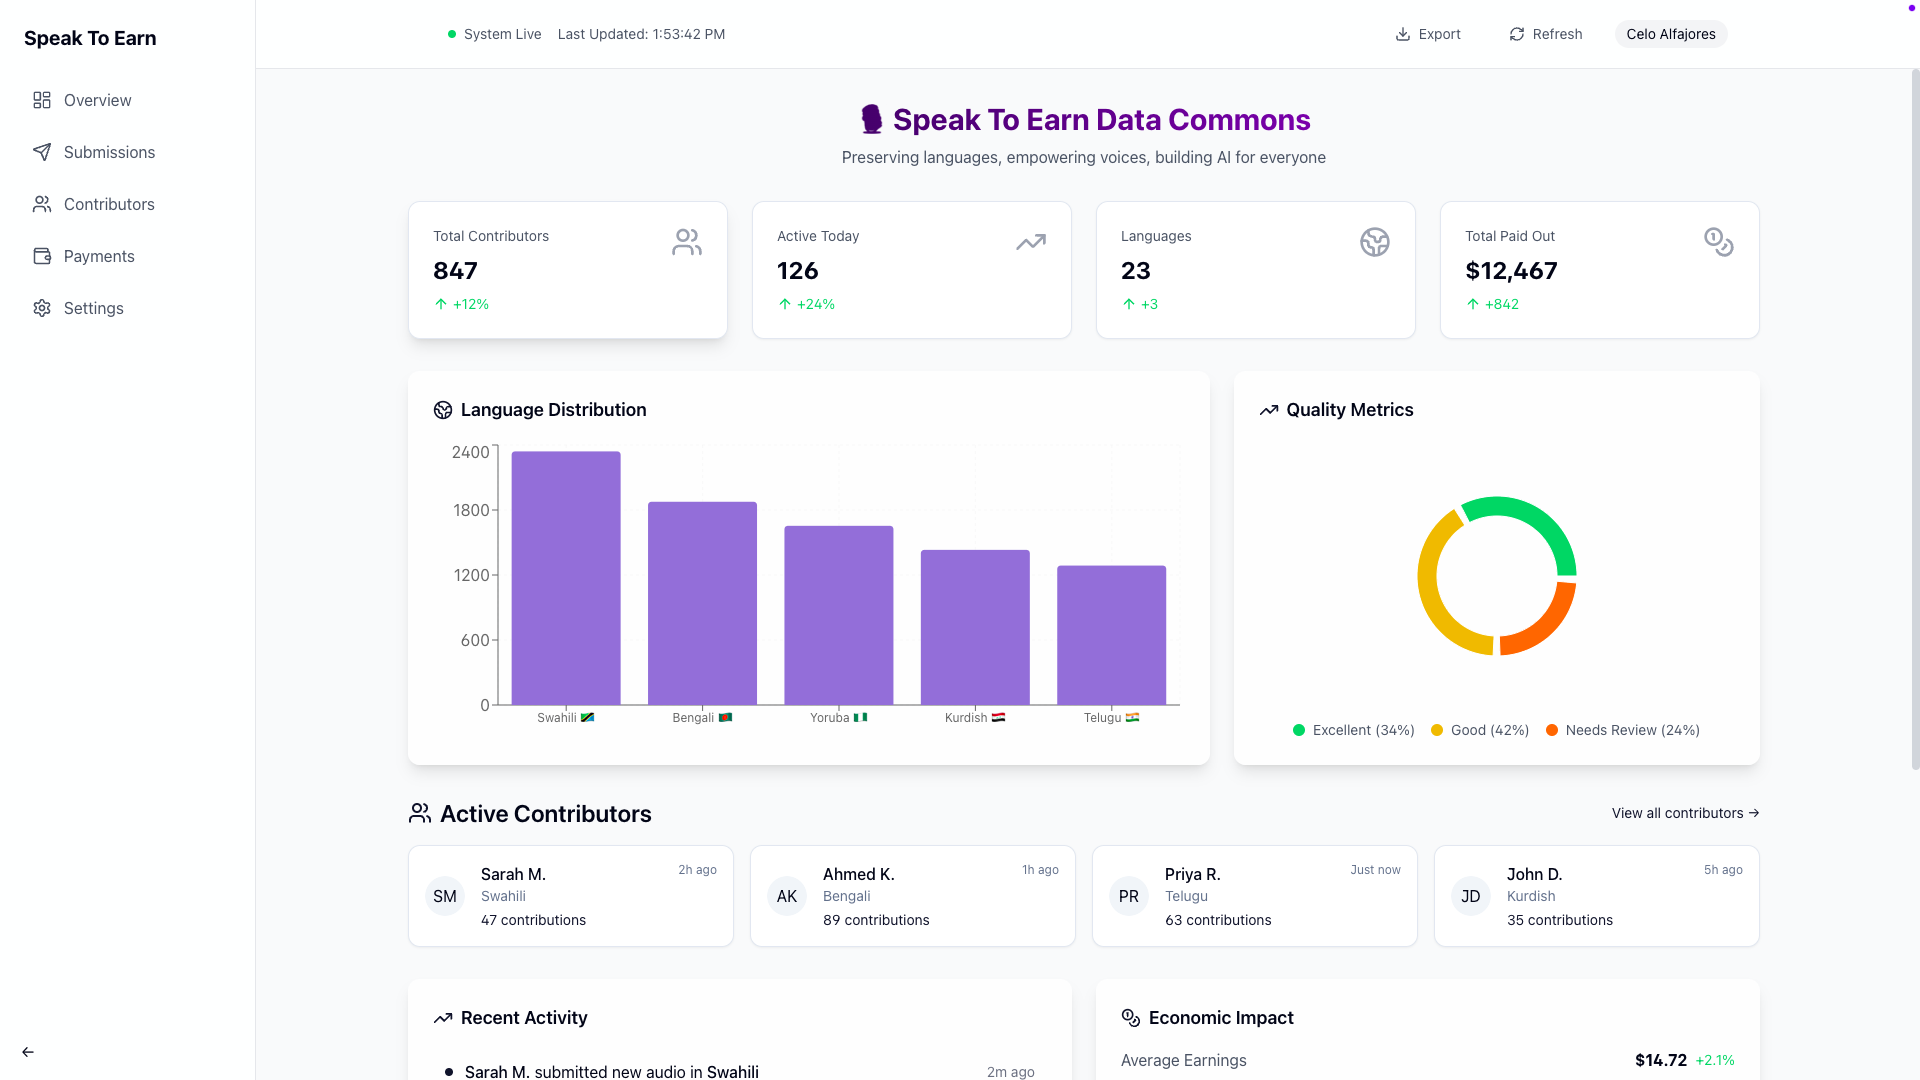 Speak To Earn
Overview
Submissions
Contributors
Payments
Settings
System Live
Last Updated: 1:53:42 PM
Export
Refresh
Celo Alfajores
Speak To Earn Data Commons
Preserving languages, empowering voices, building AI for everyone
Total Contributors
847
+12%
Active Today
126
+24%
Languages
23
+3
Total Paid Out
$12,467
+842
Language Distribution
2400
1800
1200
600
0
Swahili 🇹🇿
Bengali 🇧🇩
Yoruba 🇳🇬
Kurdish 🇮🇶
Telugu 🇮🇳
Quality Metrics
Excellent (34%)
Good (42%)
Needs Review (24%)
Active Contributors
View all contributors →
SM
Sarah M.
2h ago
Swahili
47 contributions
AK
Ahmed K.
1h ago
Bengali
89 contributions
PR
Priya R.
Just now
Telugu
63 contributions
JD
John D.
5h ago
Kurdish
35 contributions
Recent Activity
Sarah M. submitted new audio in Swahili
2m ago
Economic Impact
Average Earnings
$14.72 +2.1%